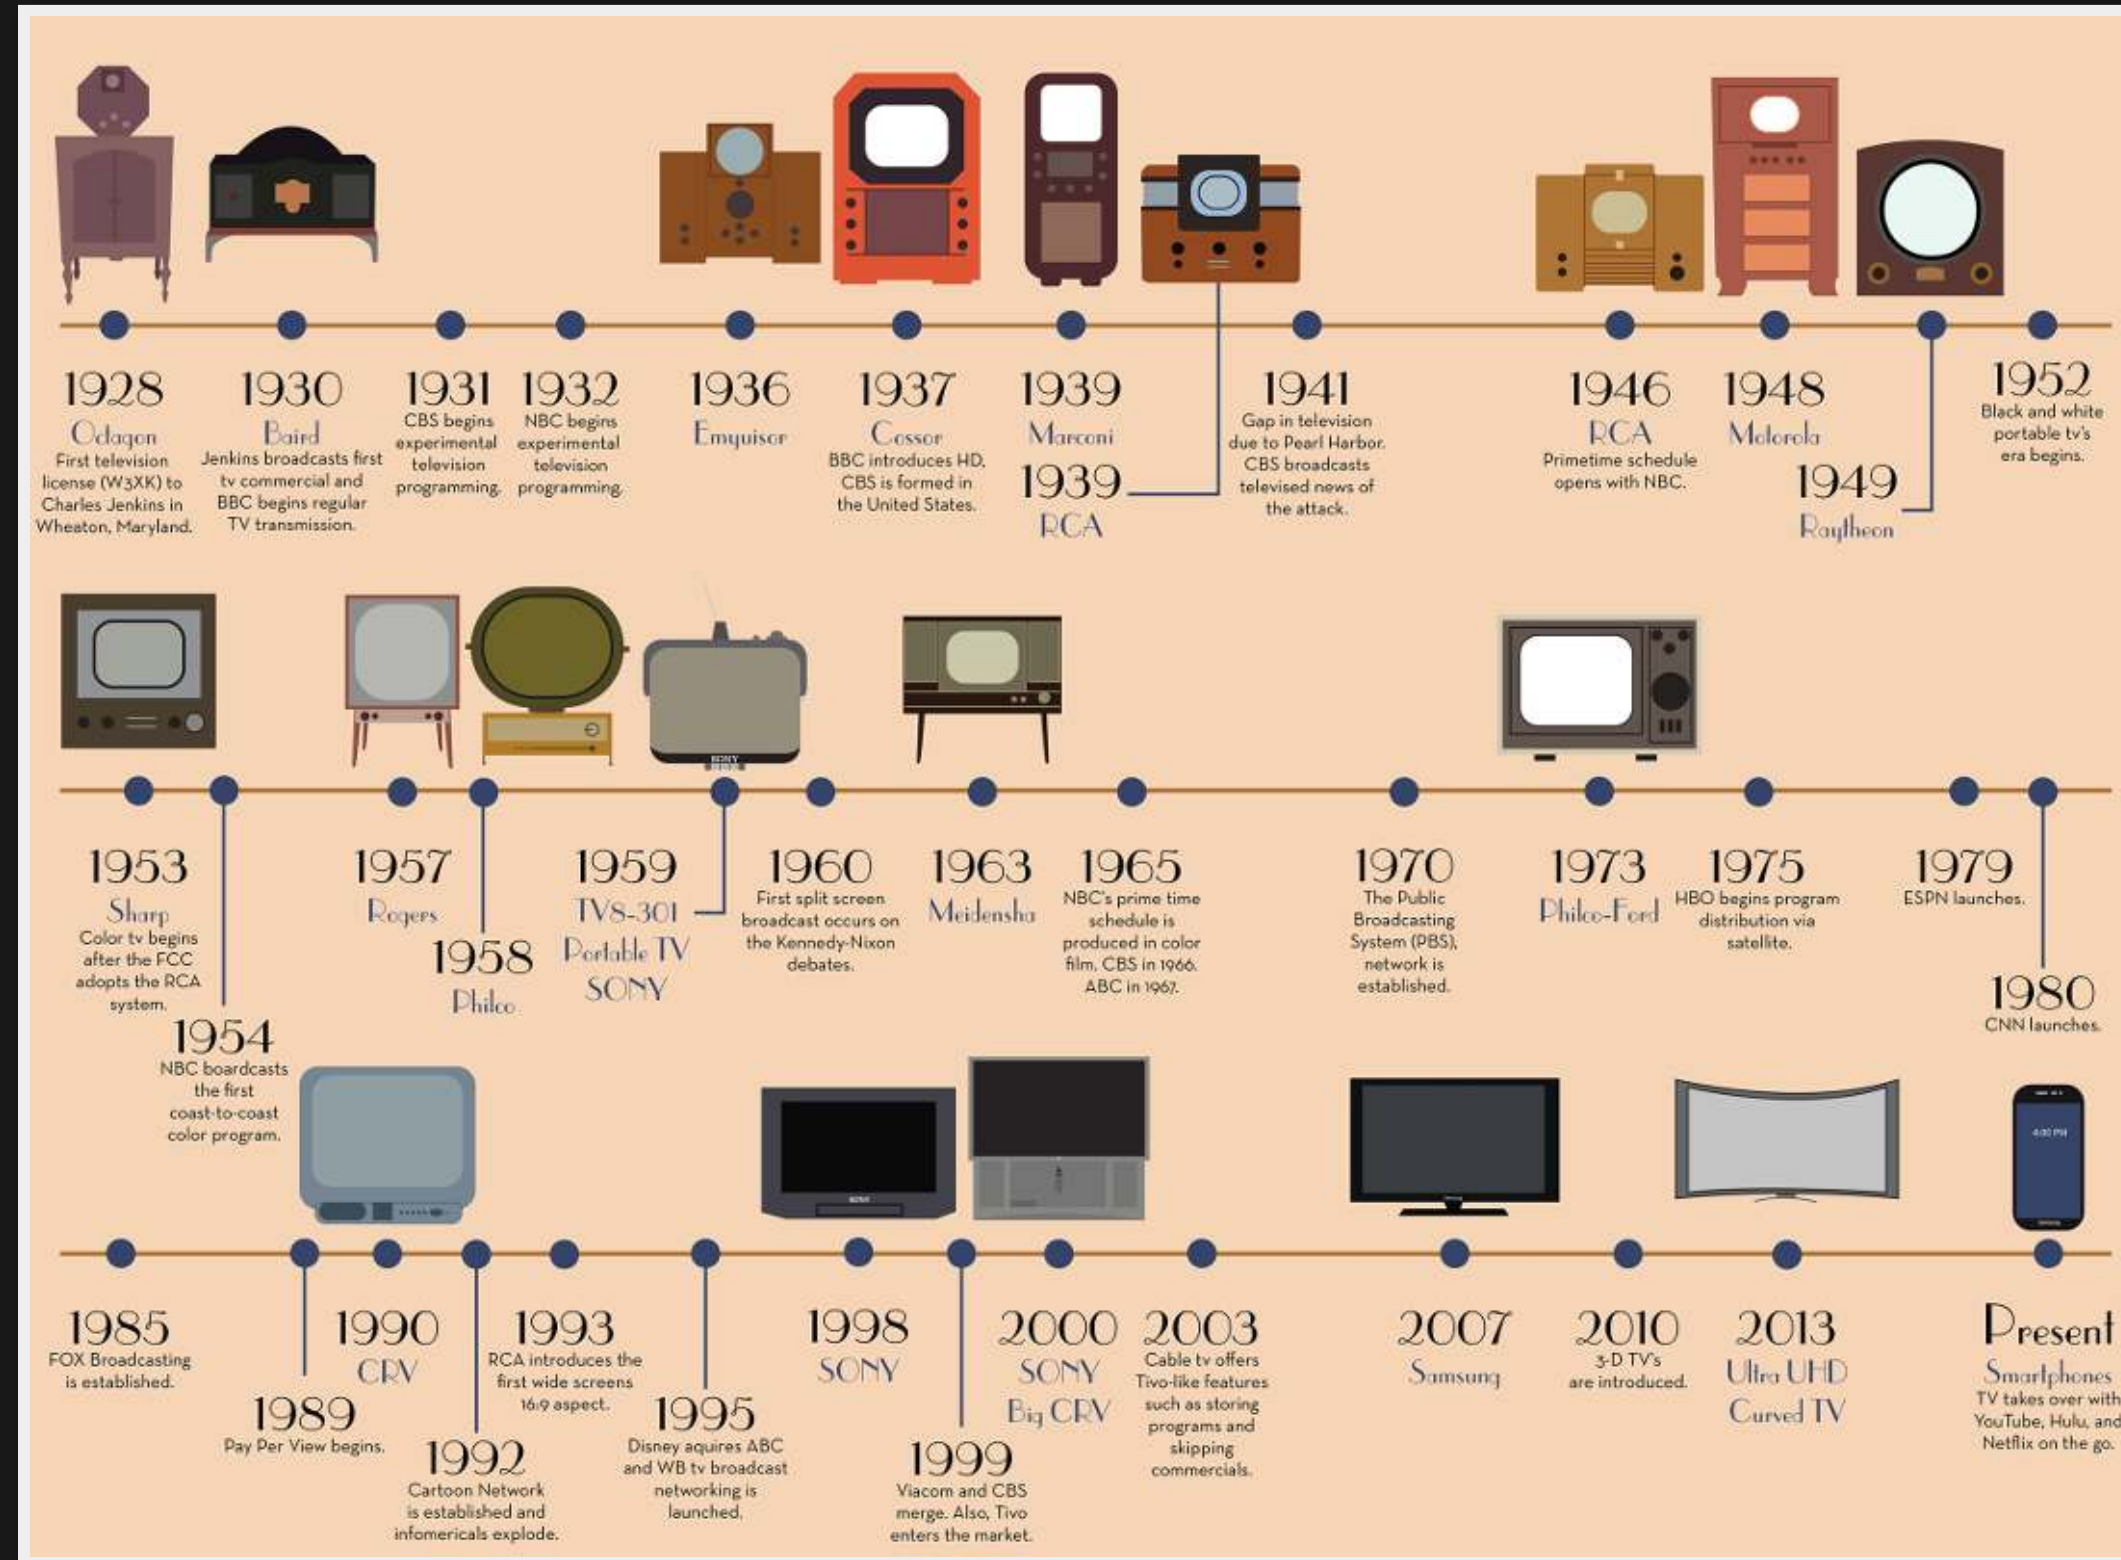 1928
Octagon
First television
license (W3XK) to
Charles Jenkins in
Wheaton, Maryland.
1930
Baird
Jenkins broadcasts first
tv commercial and
BBC begins regular
TV transmission.
1931
CBS begins
experimental
television
programming.
1932
NBC begins
experimental
television
programming.
1936
Emyuisor
1937
Cossor
BBC introduces HD,
CBS is formed in
the United States.
1939
Marconi
1939
RCA
1941
Gap in television
due to Pearl Harbor.
CBS broadcasts
televised news of
the attack.
1946
RCA
Primetime schedule
opens with NBC.
1948
Motorola
1949
Raytheon
1952
Black and white
portable tv's
era begins.
SONY
1953
Sharp
Color tv begins
after the FCC
adopts the RCA
system.
1954
NBC boardcasts
the first
coast-to-coast
color program.
1957
Rogers
1958
Philco
1959
TV8-301
Portable TV
SONY
1960
First split screen
broadcast occurs on
the Kennedy-Nixon
debates.
1963
Meidensha
1965
NBC's prime time
schedule is
produced in color
film, CBS in 1966.
ABC in 1967.
1970
The Public
Broadcasting
System (PBS),
network is
established.
1973
Philco-Ford
1975
HBO begins program
distribution via
satellite.
1979
ESPN launches.
1980
CNN launches.
SONY
4:00 PM
1985
FOX Broadcasting
is established.
1989
Pay Per View begins.
1990
CRV
1992
Cartoon Network
is established and
infomericals explode.
1993
RCA introduces the
first wide screens
16:9 aspect.
1995
Disney aquires ABC
and WB tv broadcast
networking is
launched.
1998
SONY
1999
Viacom and CBS
merge. Also, Tivo
enters the market.
2000
SONY
Big CRV
2003
Cable tv offers
Tivo-like features
such as storing
programs and
skipping
commercials.
2007
Samsung
2010
3-D TV's
are introduced.
2013
Ultra UHD
Curved TV
Present
Smartphones
TV takes over with
YouTube, Hulu, and
Netflix on the go.